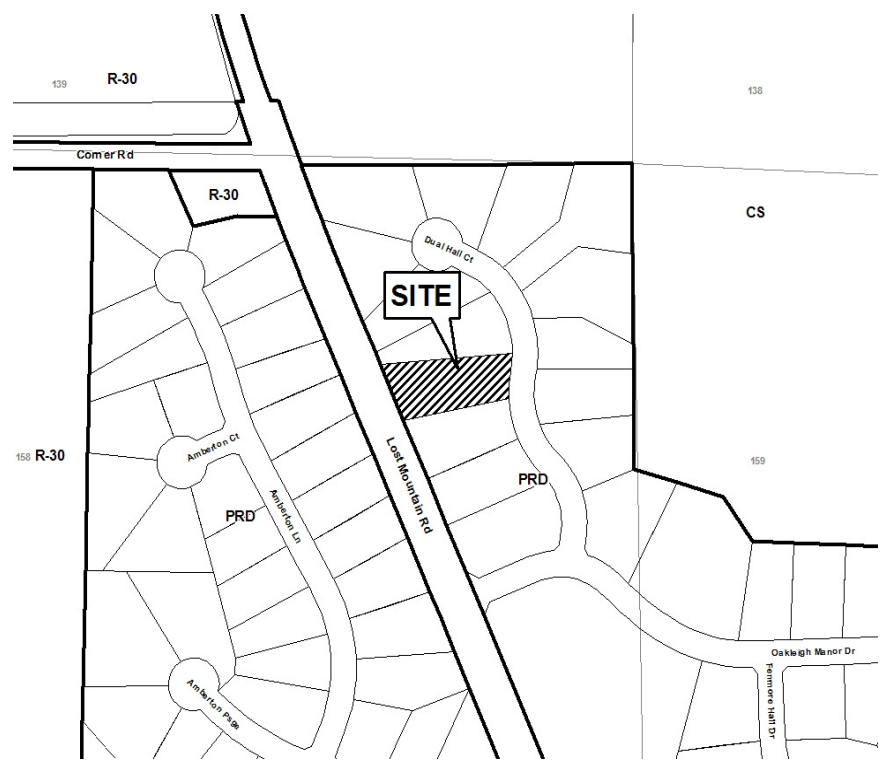 R-30
139
138
Corner Rd
R-30
CS
Dual Hall Ct
SITE
Amberton Ct
Lost Mountain Rd
158 R-30
159
PRD
Amberton Ln
PRD
Oakleigh Manor Dr
Fenmore Hall Dr
Amberton Psge